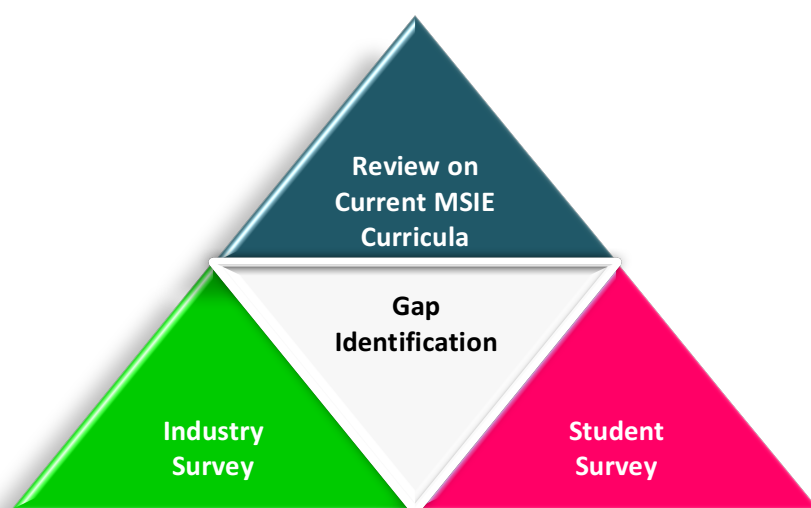 Review on
Current MSIE
Curricula
Gap
Identification
Industry
Survey
Student
Survey